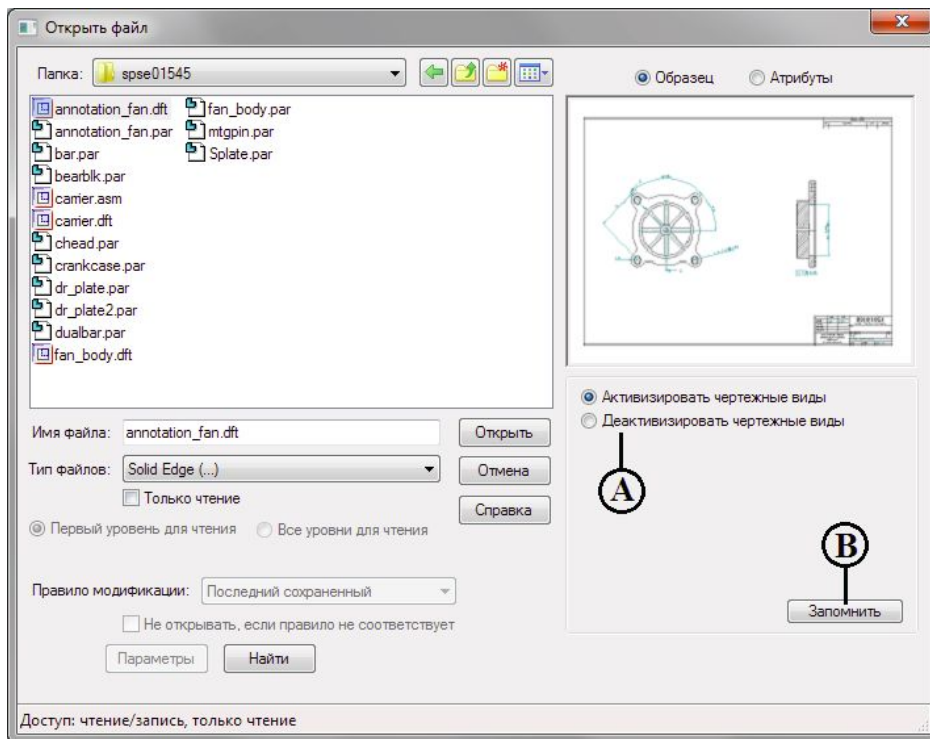 Открыть файл
Папка: spse01545
Образец Атрибуты
annotation_fan.dft fan_body.par
annotation_fan.par mtgpin.par
bar.par Splate.par
bearblk.par
carrier.asm
carrier.dft
chead.par
crankcase.par
dr_plate.par
dr_plate2.par
dualbar.par
fan_body.dft
Активизировать чертежные виды
Деактивизировать чертежные виды
A
B
Запомнить
Имя файла: annotation_fan.dft Открыть
Тип файлов: Solid Edge (...) Отмена
Только чтение
Справка
Первый уровень для чтения Все уровни для чтения
Правило модификации: Последний сохраненный
Не открывать, если правило не соответствует
Параметры Найти
Доступ: чтение/запись, только чтение